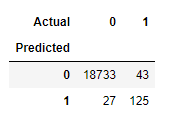 Actual 0 1
Predicted
0 18733 43
1 27 125